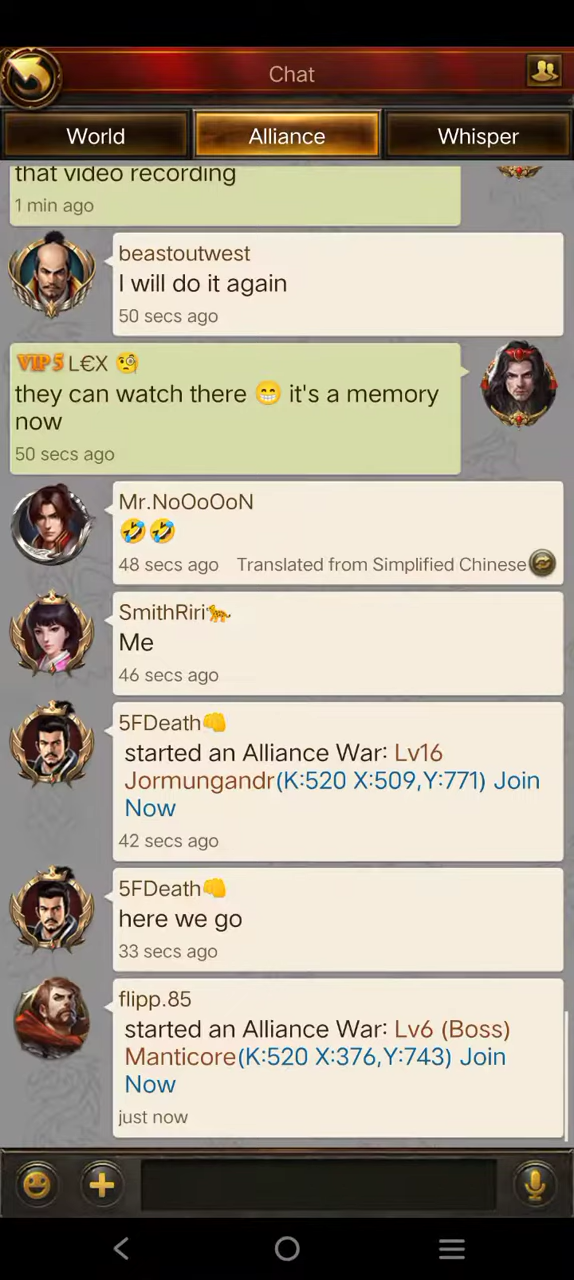 Chat
World
Alliance
Whisper
that video recording
1 min ago
beastoutwest
I will do it again
50 secs ago
VIP 5 L€X 🧐
they can watch there 😁 it's a memory
now
50 secs ago
Mr.NoOoOoN
🤣🤣
48 secs ago Translated from Simplified Chinese
SmithRiri🐆
Me
46 secs ago
5FDeath👊
started an Alliance War: Lv16
Jormungandr(K:520 X:509,Y:771) Join
Now
42 secs ago
5FDeath👊
here we go
33 secs ago
flipp.85
started an Alliance War: Lv6 (Boss)
Manticore(K:520 X:376,Y:743) Join
Now
just now